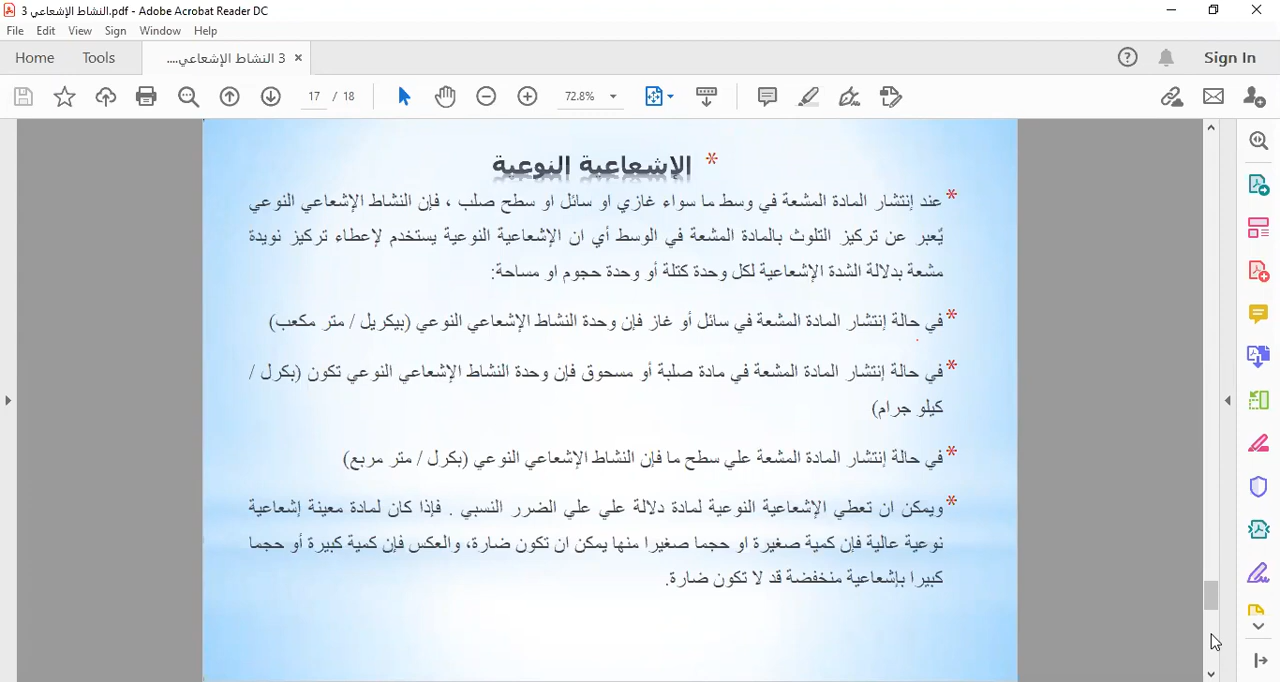 3 النشاط الإشعاعي.pdf - Adobe Acrobat Reader DC
File Edit View Sign Window Help
Home Tools 3 النشاط الإشعاعي.... × Sign In
17 / 18 72.8%
* الإشعاعية النوعية
* عند إنتشار المادة المشعة في وسط ما سواء غازي او سائل او سطح صلب ، فإن النشاط الإشعاعي النوعي
يُعبر عن تركيز التلوث بالمادة المشعة في الوسط أي ان الإشعاعية النوعية يستخدم لإعطاء تركيز نويدة
مشعة بدلالة الشدة الإشعاعية لكل وحدة كتلة أو وحدة حجوم او مساحة:
* في حالة إنتشار المادة المشعة في سائل أو غاز فإن وحدة النشاط الإشعاعي النوعي (بيكريل / متر مكعب)
* في حالة إنتشار المادة المشعة في مادة صلبة أو مسحوق فإن وحدة النشاط الإشعاعي النوعي تكون (بكرل /
كيلو جرام)
* في حالة إنتشار المادة المشعة علي سطح ما فإن النشاط الإشعاعي النوعي (بكرل / متر مربع)
* ويمكن ان تعطي الإشعاعية النوعية لمادة دلالة علي علي الضرر النسبي . فإذا كان لمادة معينة إشعاعية
نوعية عالية فإن كمية صغيرة او حجما صغيرا منها يمكن ان تكون ضارة، والعكس فإن كمية كبيرة أو حجما
كبيرا بإشعاعية منخفضة قد لا تكون ضارة.